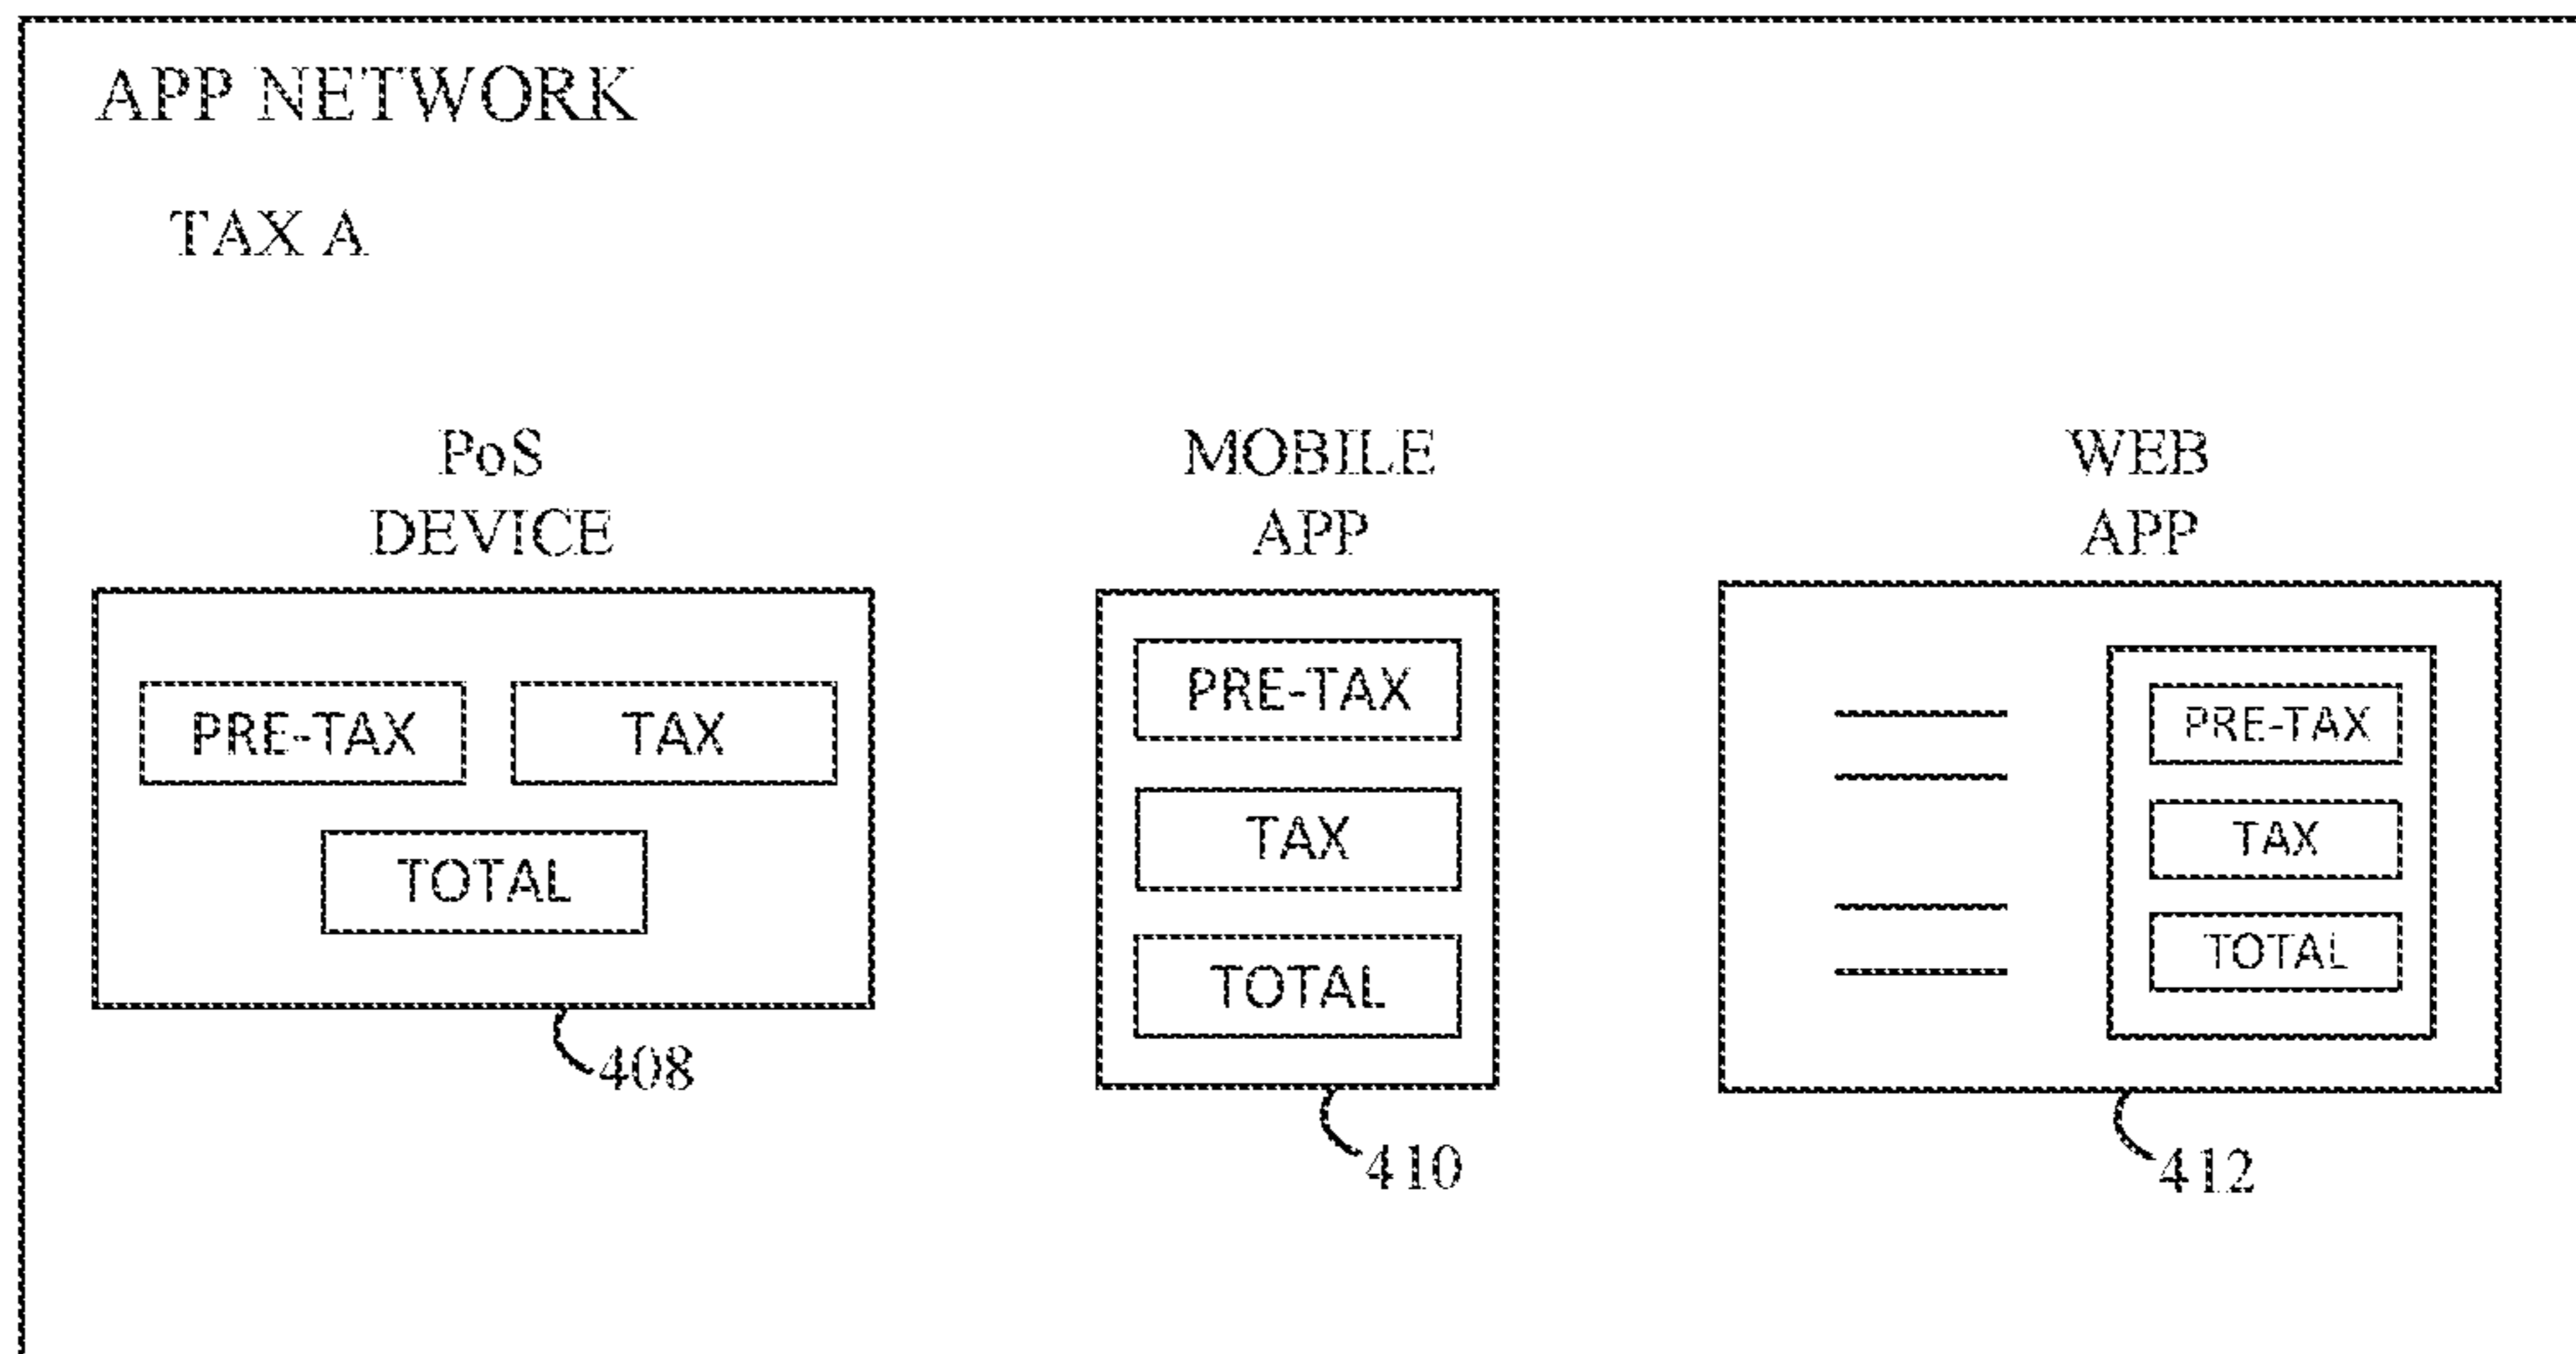 APP NETWORK
TAX A
PoS
DEVICE
PRE-TAX TAX
TOTAL
408
MOBILE
APP
PRE-TAX
TAX
TOTAL
410
WEB
APP
PRE-TAX
TAX
TOTAL
412